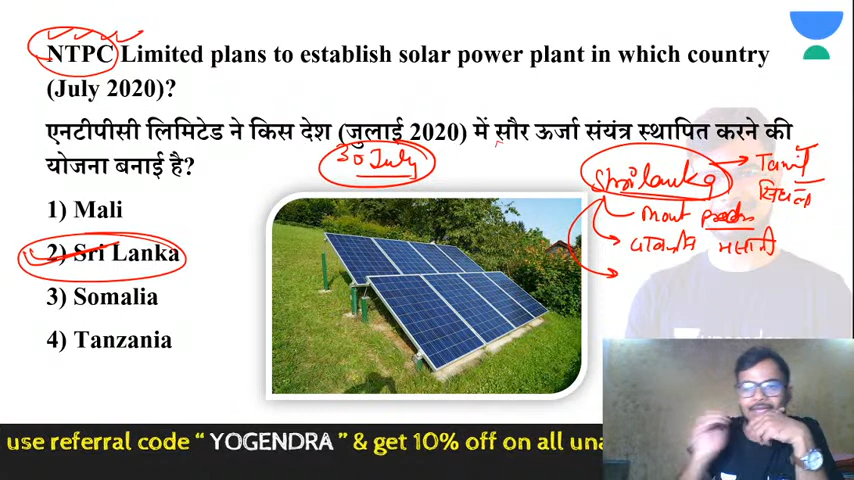 NTPC Limited plans to establish solar power plant in which country
(July 2020)?
एनटीपीसी लिमिटेड ने किस देश (जुलाई 2020) में सौर ऊर्जा संयंत्र स्थापित करने की
योजना बनाई है?
30 July
Shri lanka
Tamil
1) Mali
2) Sri Lanka
3) Somalia
4) Tanzania
use referral code “ YOGENDRA ” & get 10% off on all una